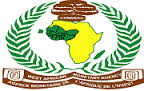 WEST AFRICAN MONETARY AGENCY
AGENCE MONETAIRE DE L'AFRIQUE DE L'OUEST